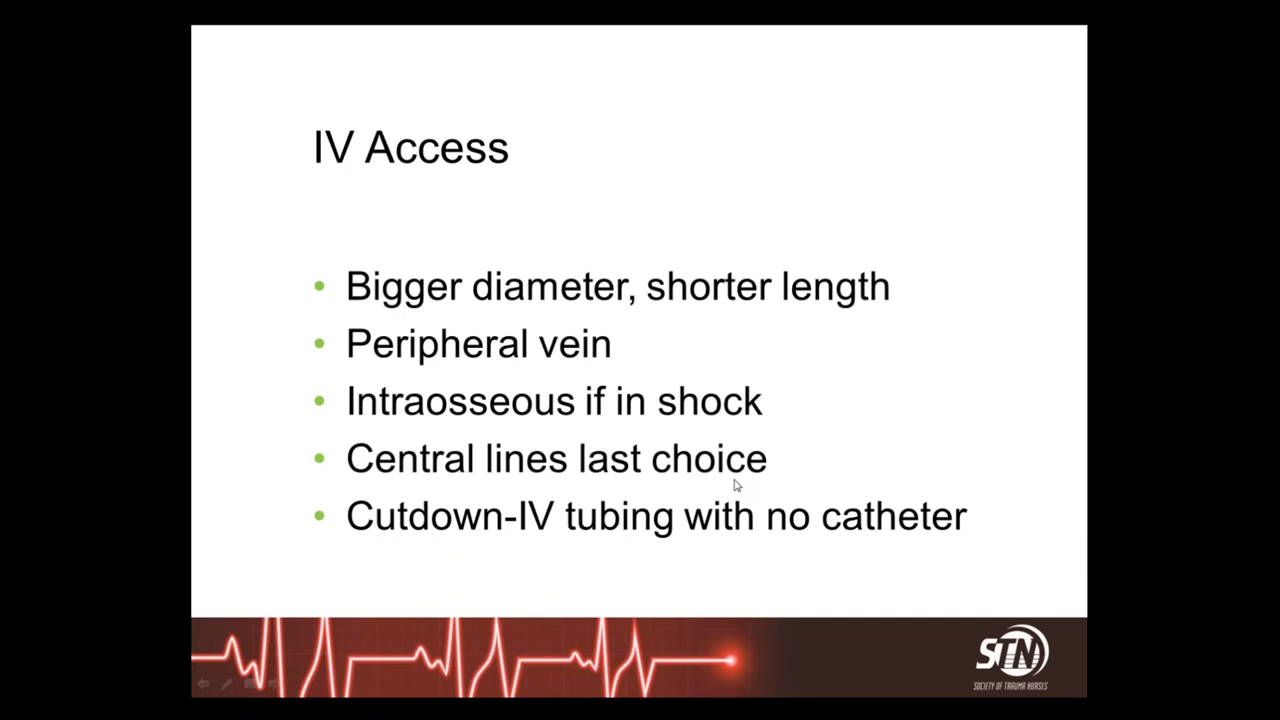 IV Access
• Bigger diameter, shorter length
• Peripheral vein
• Intraosseous if in shock
• Central lines last choice
• Cutdown-IV tubing with no catheter
STN
SOCIETY OF TRAUMA NURSES